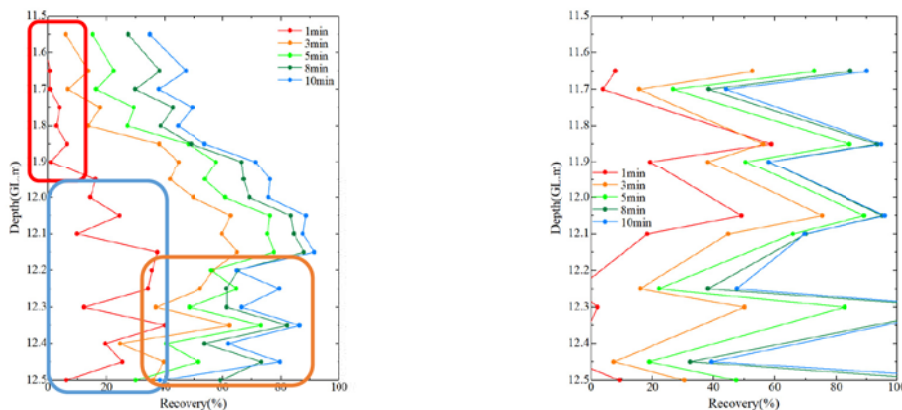 11.5
11.6
11.7
11.8
11.9
12.0
12.1
12.2
12.3
12.4
12.5
Depth(GL.m)
0 20 40 60 80 100
Recovery(%)
1min
3min
5min
8min
10min
11.5
11.6
11.7
11.8
11.9
12.0
12.1
12.2
12.3
12.4
12.5
Depth(GL.m)
0 20 40 60 80 100
Recovery(%)
1min
3min
5min
8min
10min